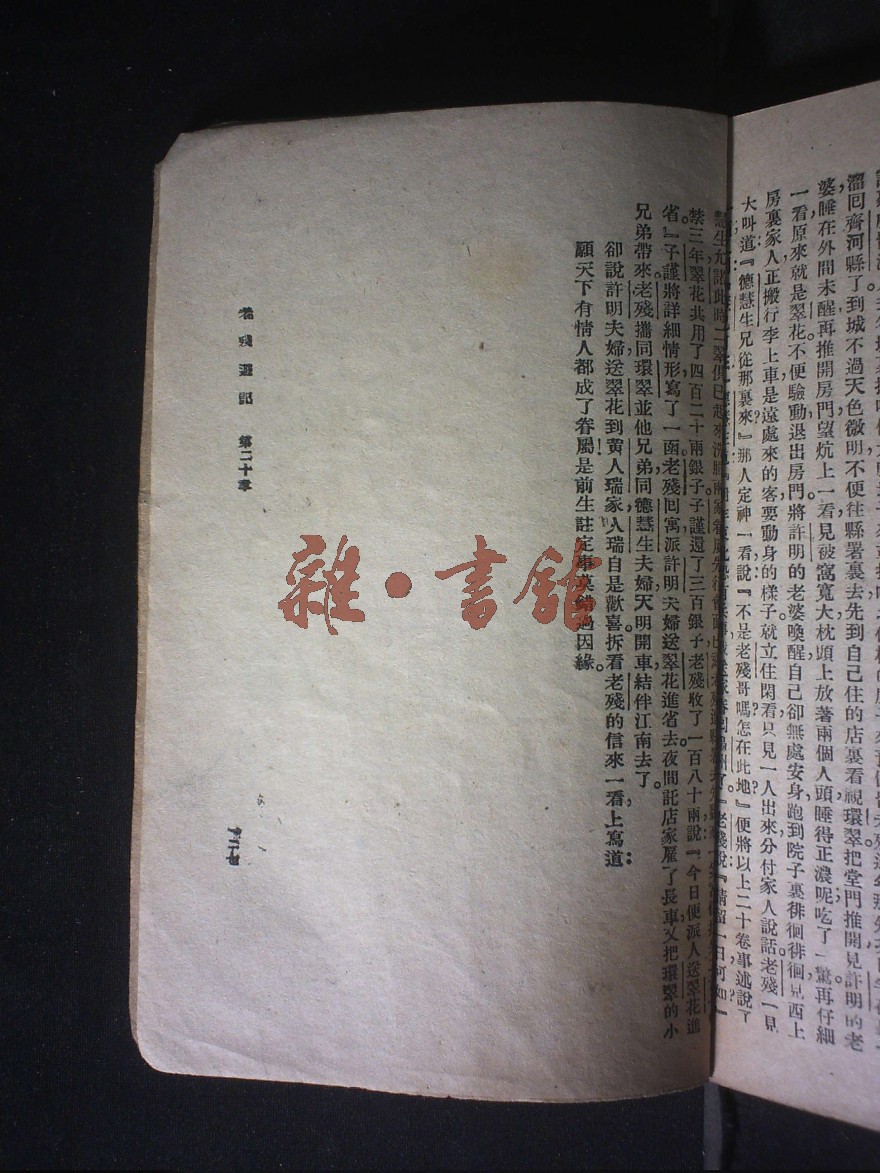 溜回齊河縣了到城不過天色微明不便往縣署裏去先到自己住的店裏看視環翠把堂門推開見許明的老
婆睡在外間未醒再推開房門望炕上一看見被窩寬大枕頭上放著兩個人頭睡得正濃呢吃了一驚再仔細
一看原來就是翠花不便驗動退出房門將許明的老婆喚醒自己卻無處安身跑到院子裏徘徊徘徊見西上
房裏家人正搬行李上車是遠處來的客要動身的樣子就立住閑看只見一人出來分付家人說話老殘一見
大叫道：『德慧生兄從那裏來？』那人定神一看說：『不是老殘哥嗎？怎在此地？』便將以上二十卷事述說了
慧生允諾此時二翠俱已起來洗臉
禁三年翠花共用了四百二十兩銀子子謹還了三百銀子老殘收了一百八十兩說：『今日便派人送翠花進
省。』子謹將詳細情形寫了一函老殘回寓派許明夫婦送翠花進省去夜間託店家雇了長車又把環翠的小
兄弟帶來老殘攜同環翠並他兄弟同德慧生夫婦天明開車結伴江南去了。
卻說許明夫婦送翠花到黃人瑞家人瑞自是歡喜拆看老殘的信來一看上寫道：
願天下有情人都成了眷屬！是前生註定事莫錯過因緣。
老殘遊記 第二十章
雜·書館